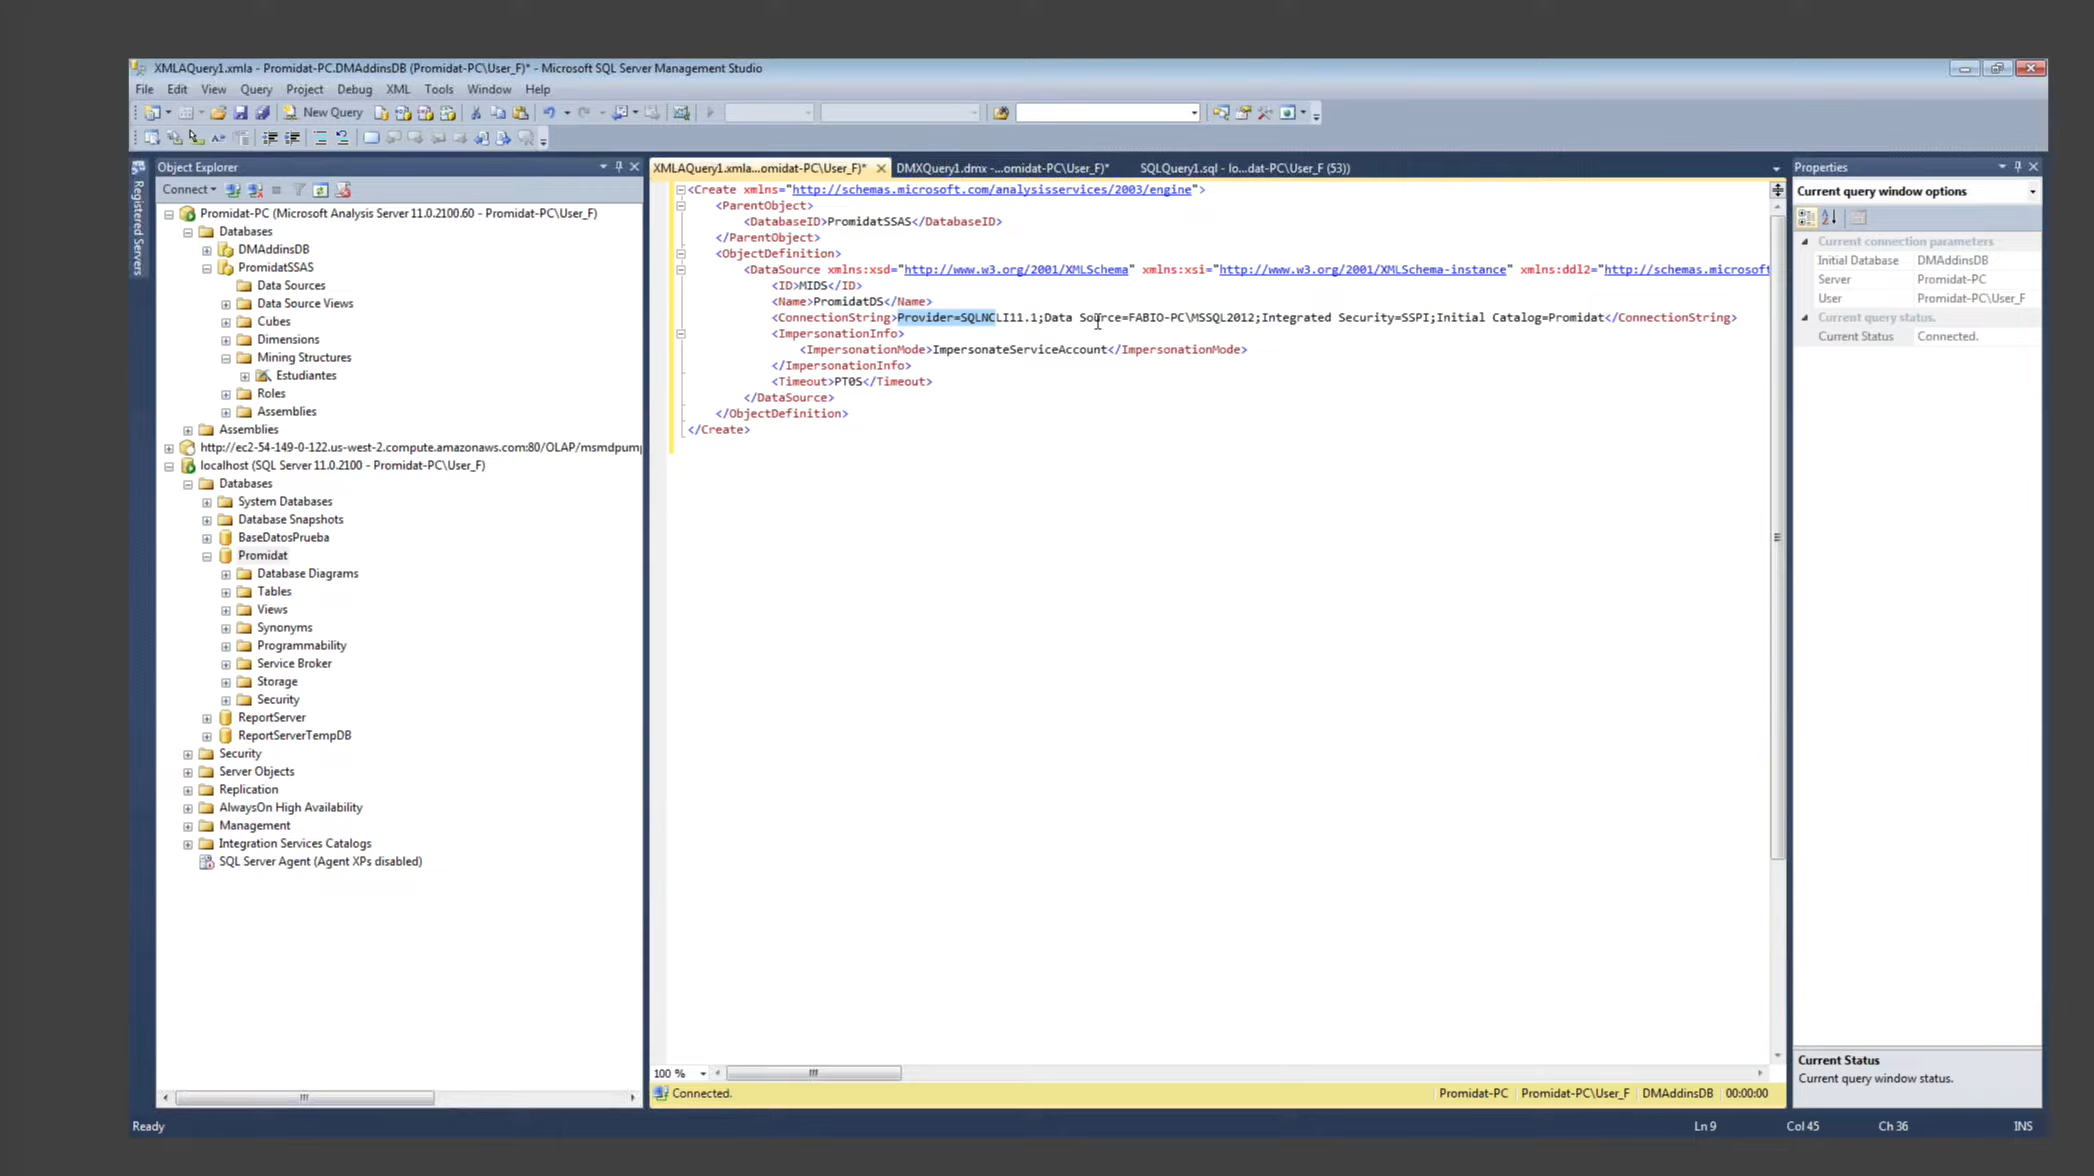 XMLAQuery1.xmla - Promidat-PC.DMAddinsDB (Promidat-PC\User_F)* - Microsoft SQL Server Management Studio
File Edit View Query Project Debug XML Tools Window Help
New Query
Registered Servers
Object Explorer
Connect
Promidat-PC (Microsoft Analysis Server 11.0.2100.60 - Promidat-PC\User_F)
Databases
DMAddinsDB
PromidatSSAS
Data Sources
Data Source Views
Cubes
Dimensions
Mining Structures
Estudiantes
Roles
Assemblies
Assemblies
http://ec2-54-149-0-122.us-west-2.compute.amazonaws.com:80/OLAP/msmdpump
localhost (SQL Server 11.0.2100 - Promidat-PC\User_F)
Databases
System Databases
Database Snapshots
BaseDatosPrueba
Promidat
Database Diagrams
Tables
Views
Synonyms
Programmability
Service Broker
Storage
Security
ReportServer
ReportServerTempDB
Security
Server Objects
Replication
AlwaysOn High Availability
Management
Integration Services Catalogs
SQL Server Agent (Agent XPs disabled)
XMLAQuery1.xmla...omidat-PC\User_F)* DMXQuery1.dmx -...omidat-PC\User_F)* SQLQuery1.sql - lo...dat-PC\User_F (53))
<Create xmlns="http://schemas.microsoft.com/analysisservices/2003/engine">
<ParentObject>
<DatabaseID>PromidatSSAS</DatabaseID>
</ParentObject>
<ObjectDefinition>
<DataSource xmlns:xsd="http://www.w3.org/2001/XMLSchema" xmlns:xsi="http://www.w3.org/2001/XMLSchema-instance" xmlns:ddl2="http://schemas.microsoft
<ID>MIDS</ID>
<Name>PromidatDS</Name>
<ConnectionString>Provider=SQLNCLI11.1;Data Source=FABIO-PC\MSSQL2012;Integrated Security=SSPI;Initial Catalog=Promidat</ConnectionString>
<ImpersonationInfo>
<ImpersonationMode>ImpersonateServiceAccount</ImpersonationMode>
</ImpersonationInfo>
<Timeout>PT0S</Timeout>
</DataSource>
</ObjectDefinition>
</Create>
100 %
Connected. Promidat-PC Promidat-PC\User_F DMAddinsDB 00:00:00
Properties
Current query window options
Current connection parameters
Initial Database DMAddinsDB
Server Promidat-PC
User Promidat-PC\User_F
Current query status.
Current Status Connected.
Current Status
Current query window status.
Ready Ln 9 Col 45 Ch 36 INS